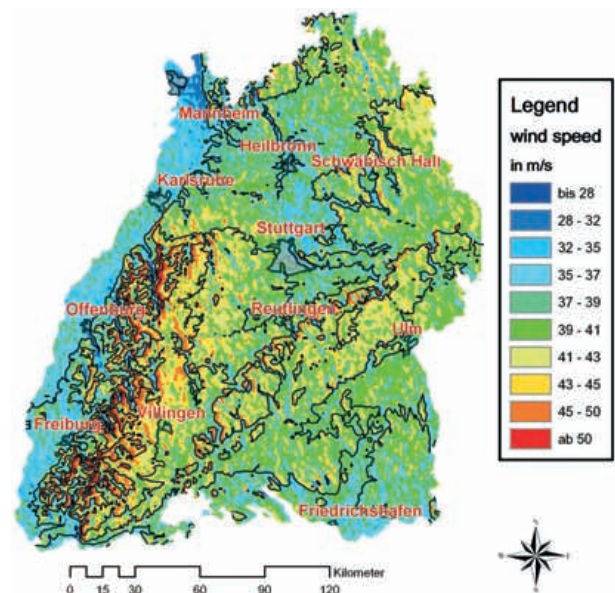 Mannheim
Heilbronn
Schwäbisch Hall
Karlsruhe
Stuttgart
Offenburg
Reutlingen
Ulm
Villingen
Freiburg
Friedrichshafen
Kilometer
0 15 30 60 90 120
Legend
wind speed
in m/s
bis 28
28 - 32
32 - 35
35 - 37
37 - 39
39 - 41
41 - 43
43 - 45
45 - 50
ab 50